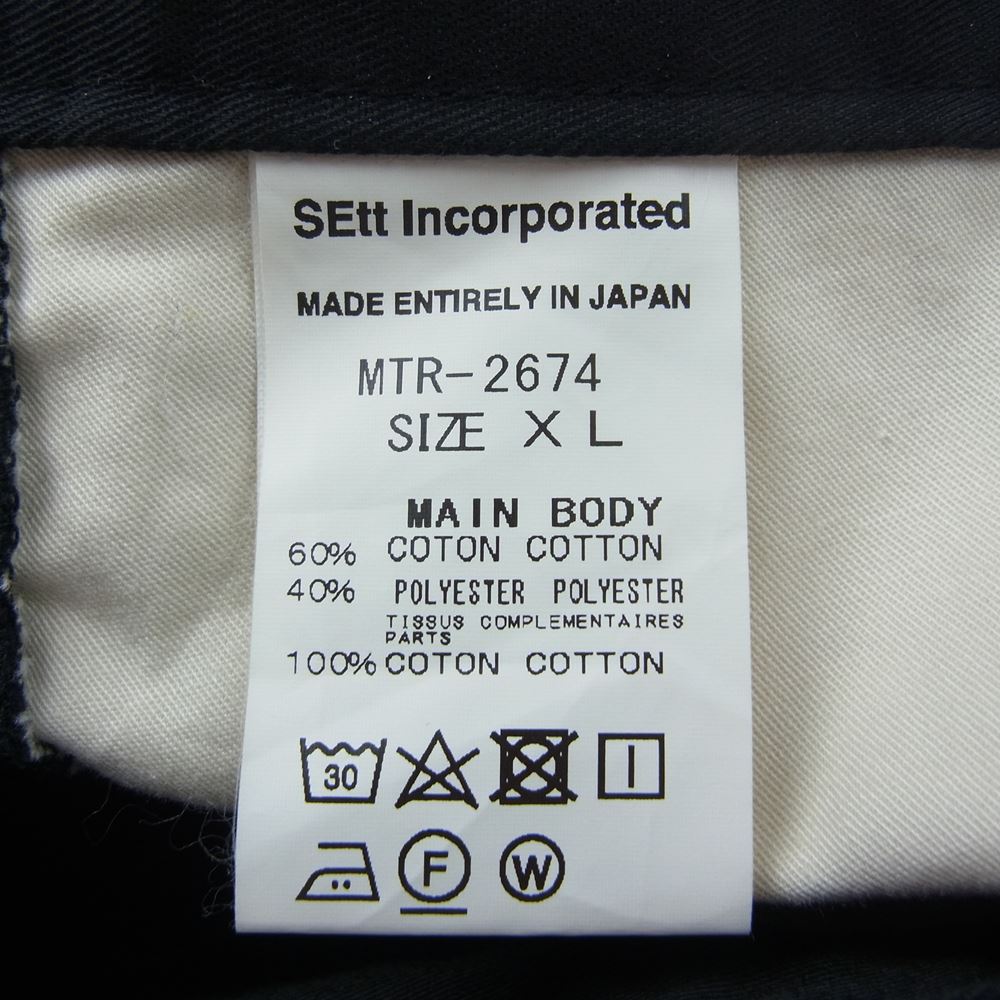 SEtt Incorporated
MADE ENTIRELY IN JAPAN
MTR-2674
SIZE XL
MAIN BODY
60% COTON COTTON
40% POLYESTER POLYESTER
TISSUS COMPLEMENTAIRES
PARTS
100% COTON COTTON
30
F W